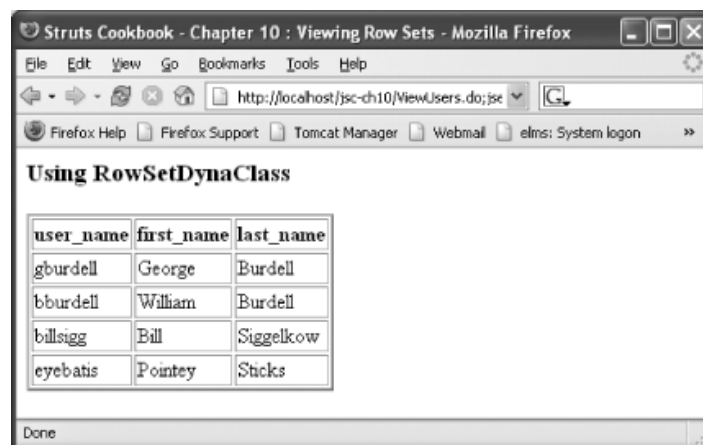 Struts Cookbook - Chapter 10 : Viewing Row Sets - Mozilla Firefox
File Edit View Go Bookmarks Tools Help
http://localhost/jsc-ch10/ViewUsers.do;jse G
Firefox Help Firefox Support Tomcat Manager Webmail elms: System logon »
Using RowSetDynaClass
user_name first_name last_name
gburdell George Burdell
bburdell William Burdell
billsigg Bill Siggelkow
eyebatis Pointey Sticks
Done